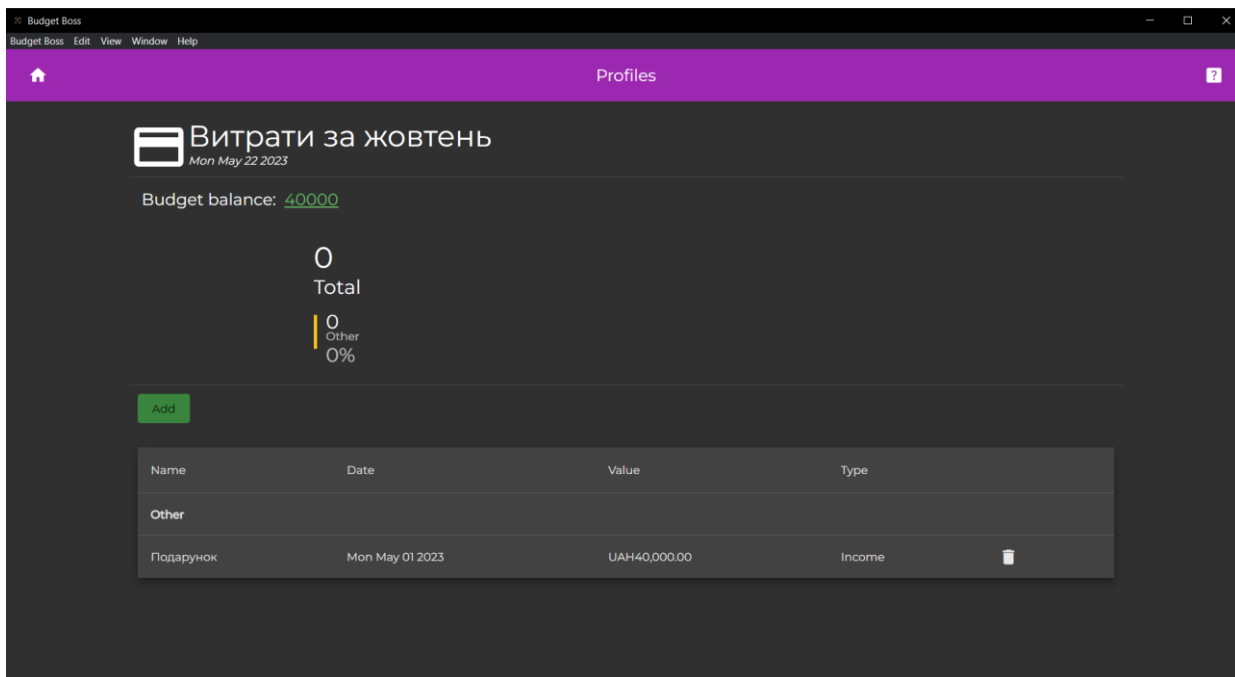 Budget Boss
Budget Boss Edit View Window Help
Profiles
?
Витрати за жовтень
Mon May 22 2023
Budget balance: 40000
0
Total
0
Other
0%
Add
Name Date Value Type
Other
Подарунок Mon May 01 2023 UAH40,000.00 Income